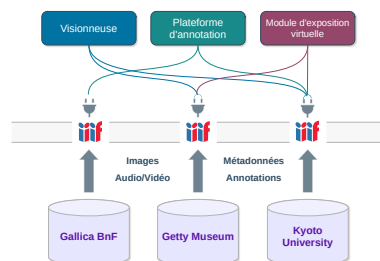 Visionneuse
Plateforme
d'annotation
Module d'exposition
virtuelle
iiif
iiif
iiif
Images
Audio/Vidéo
Métadonnées
Annotations
Gallica BnF
Getty Museum
Kyoto
University